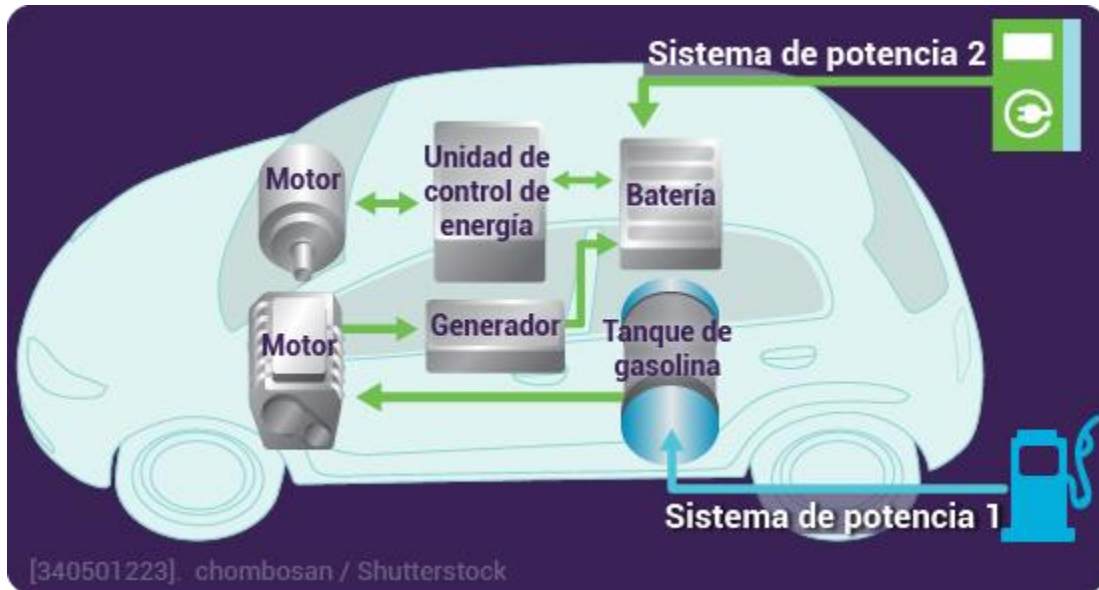 Sistema de potencia 2
Motor
Unidad de
control de
energía
Batería
Motor
Generador
Tanque de
gasolina
Sistema de potencia 1
[340501223]. chombosan / Shutterstock